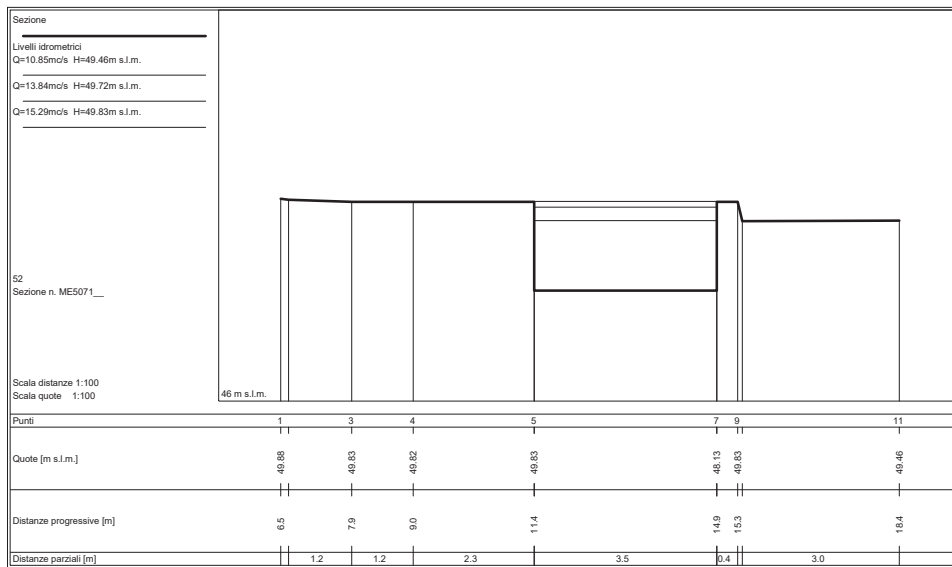 Sezione
Livelli idrometrici
Q=10.85mc/s H=49.46m s.l.m.
Q=13.84mc/s H=49.72m s.l.m.
Q=15.29mc/s H=49.83m s.l.m.
52
Sezione n. ME5071__
Scala distanze 1:100
Scala quote 1:100
46 m s.l.m.
Punti 1 3 4 5 7 9 11
Quote [m s.l.m.] 49.88 49.83 49.82 49.83 48.13 49.83 49.46
Distanze progressive [m] 6.5 7.9 9.0 11.4 14.9 15.3 18.4
Distanze parziali [m] 1.2 1.2 2.3 3.5 0.4 3.0